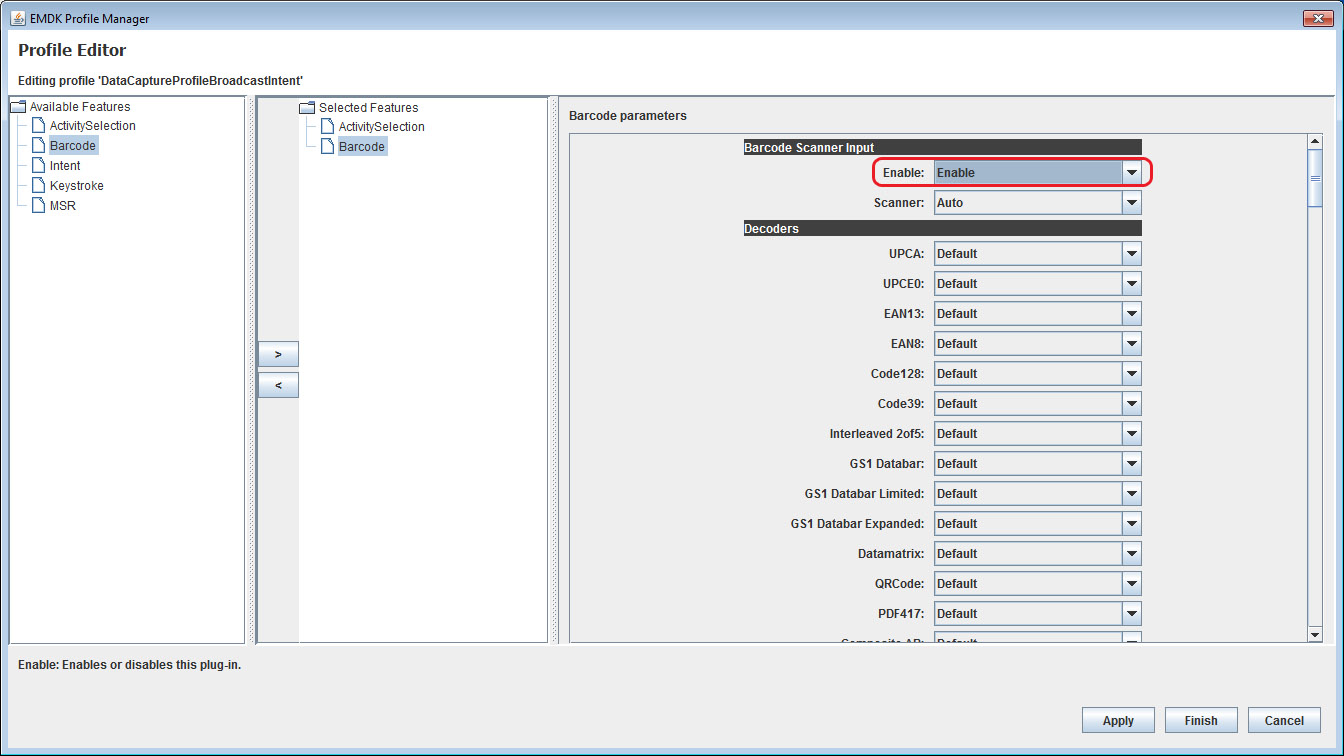 EMDK Profile Manager
Profile Editor
Editing profile 'DataCaptureProfileBroadcastIntent'
Available Features
ActivitySelection
Barcode
Intent
Keystroke
MSR
>
<
Selected Features
ActivitySelection
Barcode
Barcode parameters
Barcode Scanner Input
Enable: Enable
Scanner: Auto
Decoders
UPCA: Default
UPCE0: Default
EAN13: Default
EAN8: Default
Code128: Default
Code39: Default
Interleaved 2of5: Default
GS1 Databar: Default
GS1 Databar Limited: Default
GS1 Databar Expanded: Default
Datamatrix: Default
QRCode: Default
PDF417: Default
Composite AB: Default
Enable: Enables or disables this plug-in.
Apply Finish Cancel